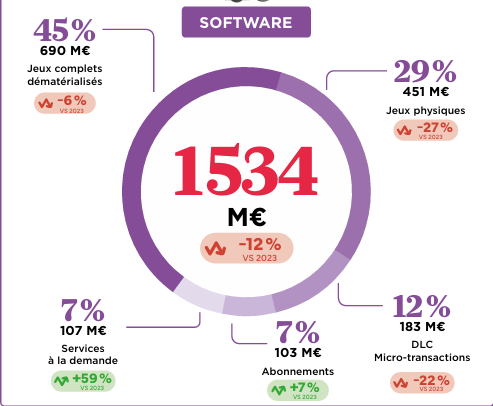 SOFTWARE
45%
690 M€
Jeux complets
dématérialisés
-6%
VS 2023
29%
451 M€
Jeux physiques
-27%
VS 2023
1534
M€
-12%
VS 2023
7%
107 M€
Services
à la demande
+59%
VS 2023
7%
103 M€
Abonnements
+7%
VS 2023
12%
183 M€
DLC
Micro-transactions
-22%
VS 2023